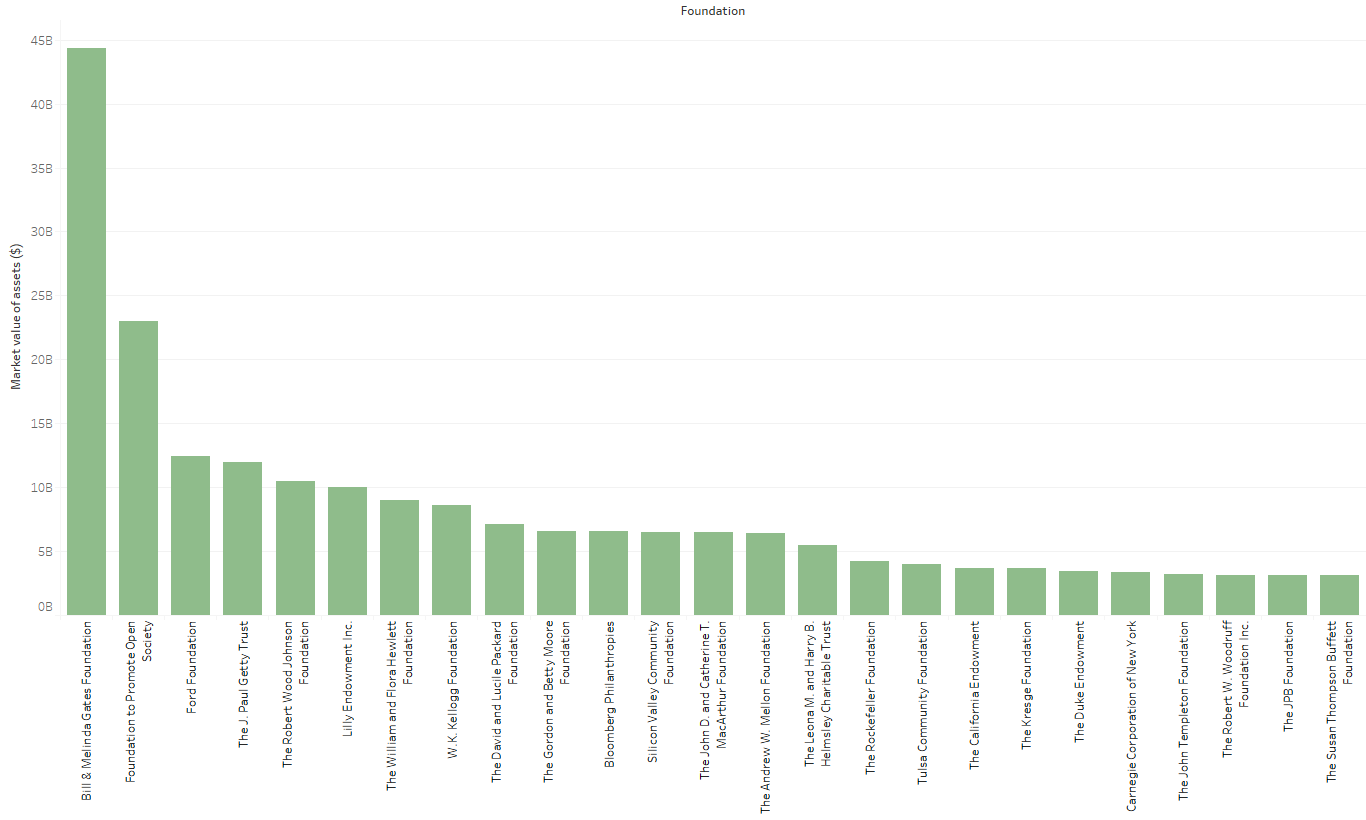 Foundation
Market value of assets ($)
45B
40B
35B
30B
25B
20B
15B
10B
5B
0B
Bill & Melinda Gates Foundation
Foundation to Promote Open
Society
Ford Foundation
The J. Paul Getty Trust
The Robert Wood Johnson
Foundation
Lilly Endowment Inc.
The William and Flora Hewlett
Foundation
W.K. Kellogg Foundation
The David and Lucile Packard
Foundation
The Gordon and Betty Moore
Foundation
Bloomberg Philanthropies
Silicon Valley Community
Foundation
The John D. and Catherine T.
MacArthur Foundation
The Andrew W. Mellon Foundation
The Leona M. and Harry B.
Helmsley Charitable Trust
The Rockefeller Foundation
Tulsa Community Foundation
The California Endowment
The Kresge Foundation
The Duke Endowment
Carnegie Corporation of New York
The John Templeton Foundation
The Robert W. Woodruff
Foundation Inc.
The JPB Foundation
The Susan Thompson Buffett
Foundation